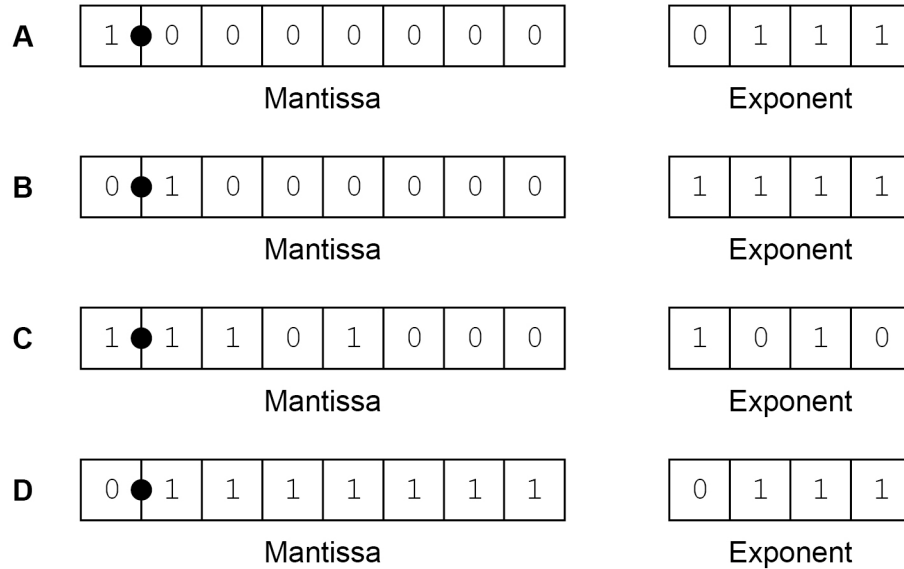 A 1 0 0 0 0 0 0 0 0 1 1 1
Mantissa Exponent
B 0 1 0 0 0 0 0 0 1 1 1 1
Mantissa Exponent
C 1 1 1 0 1 0 0 0 1 0 1 0
Mantissa Exponent
D 0 1 1 1 1 1 1 1 0 1 1 1
Mantissa Exponent